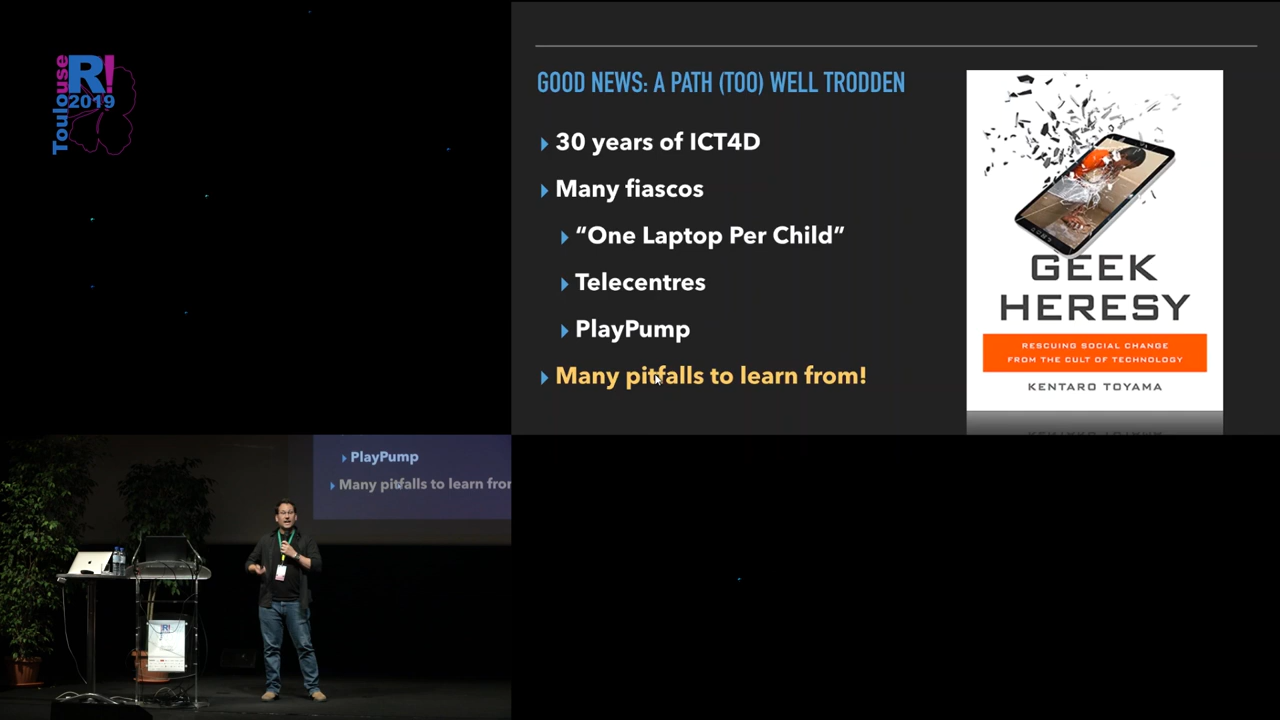 Toulouse
R!
2019
GOOD NEWS: A PATH (TOO) WELL TRODDEN
30 years of ICT4D
Many fiascos
“One Laptop Per Child”
Telecentres
PlayPump
Many pitfalls to learn from!
GEEK
HERESY
RESCUING SOCIAL CHANGE
FROM THE CULT OF TECHNOLOGY
KENTARO TOYAMA
PlayPump
Many pitfalls to learn from